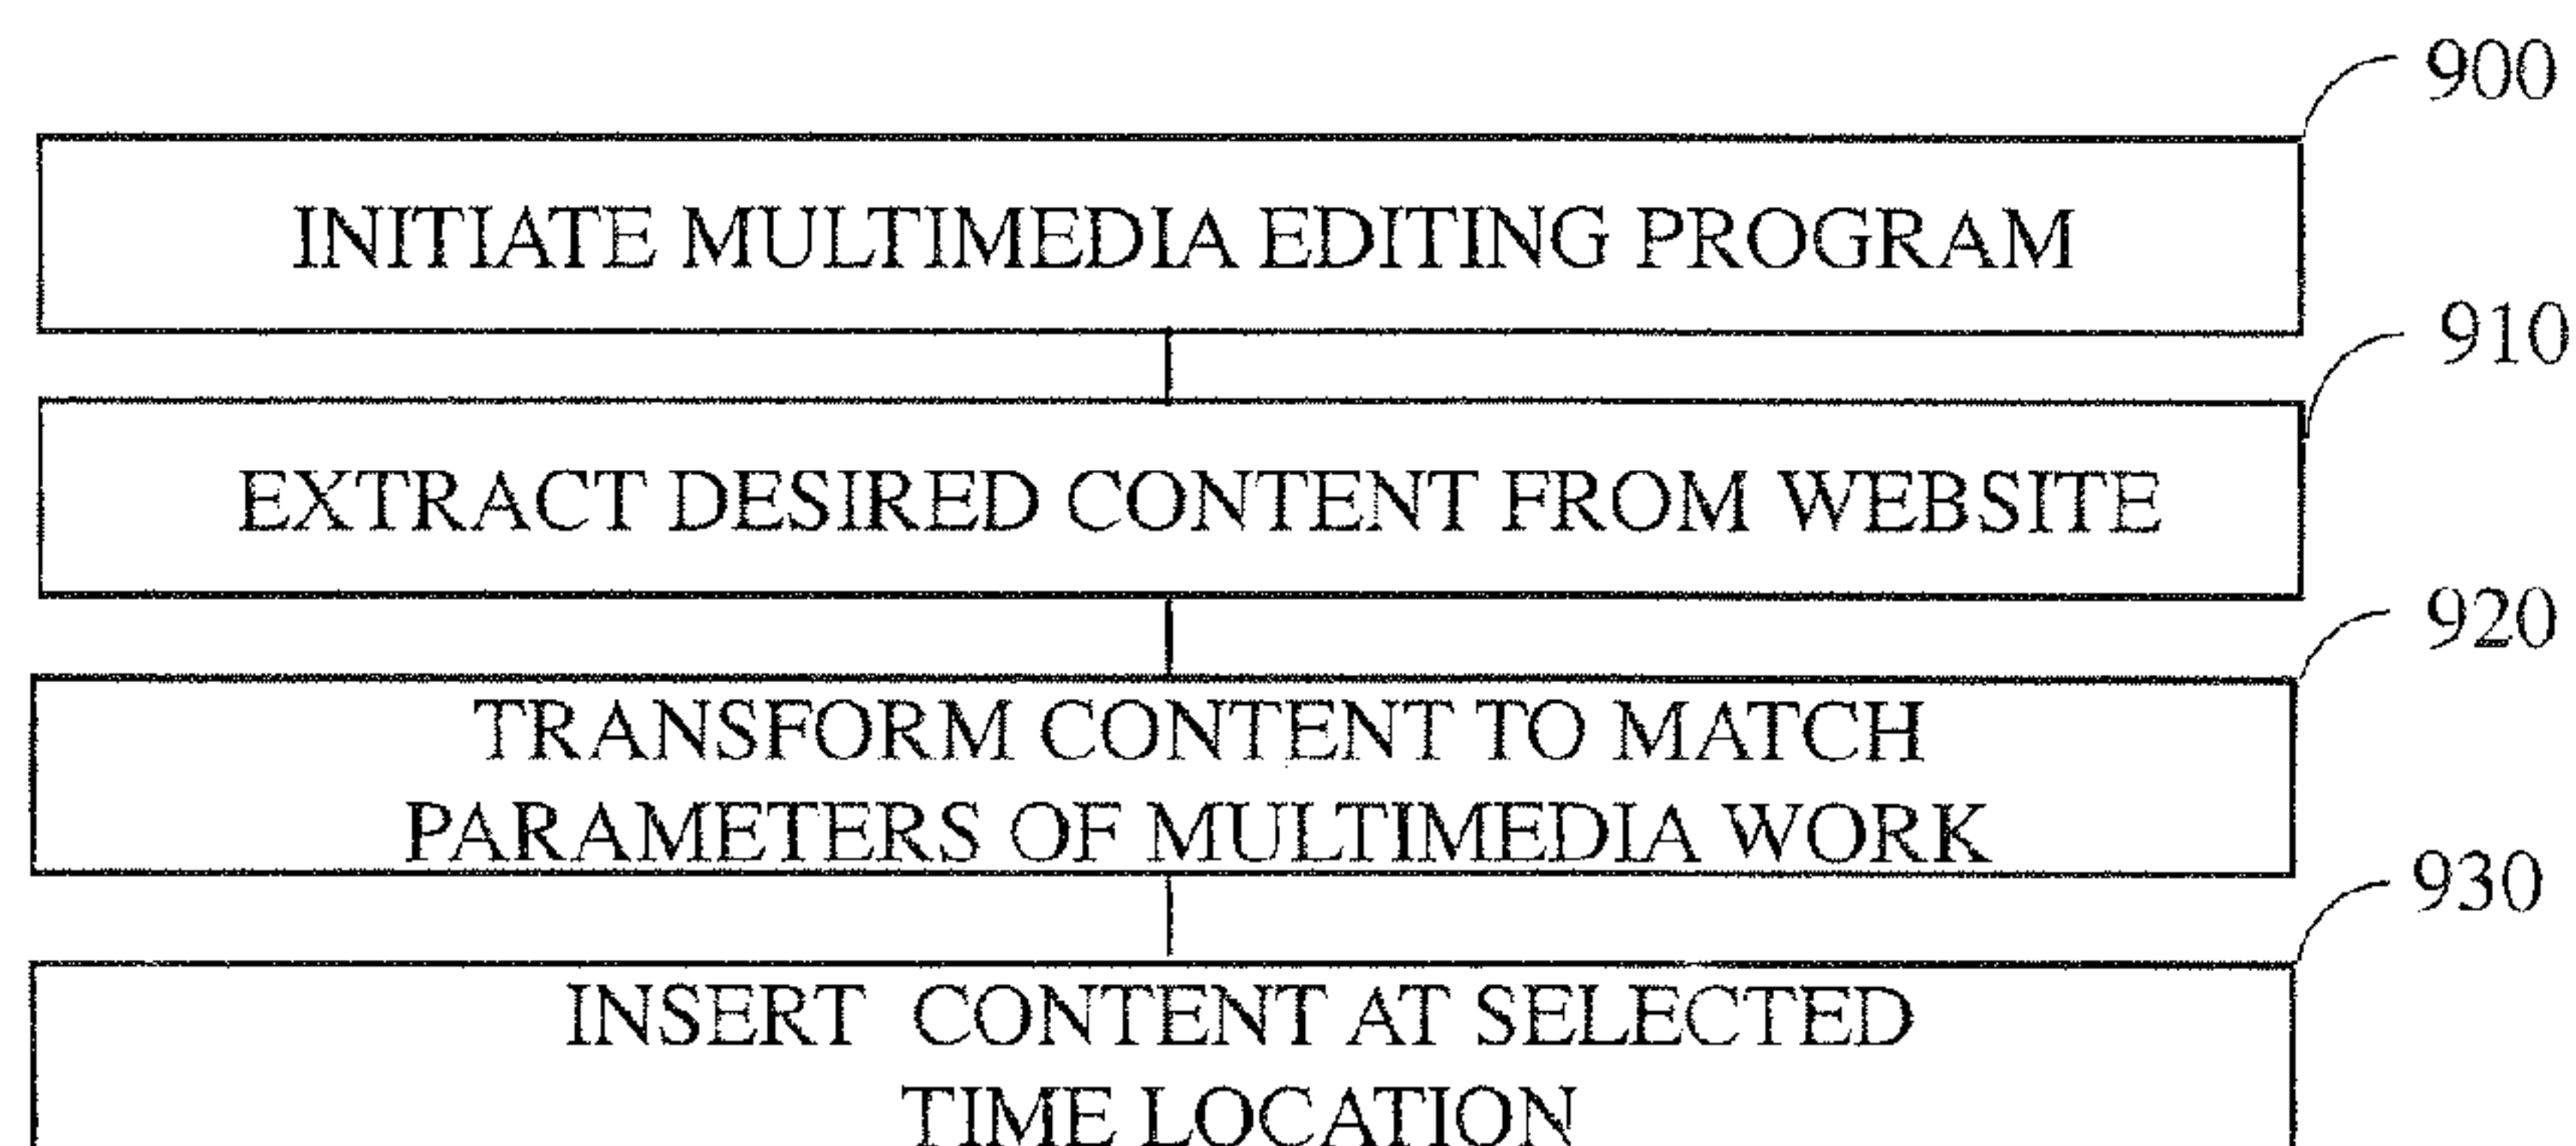 900
INITIATE MULTIMEDIA EDITING PROGRAM
910
EXTRACT DESIRED CONTENT FROM WEBSITE
920
TRANSFORM CONTENT TO MATCH
PARAMETERS OF MULTIMEDIA WORK
930
INSERT CONTENT AT SELECTED
TIME LOCATION